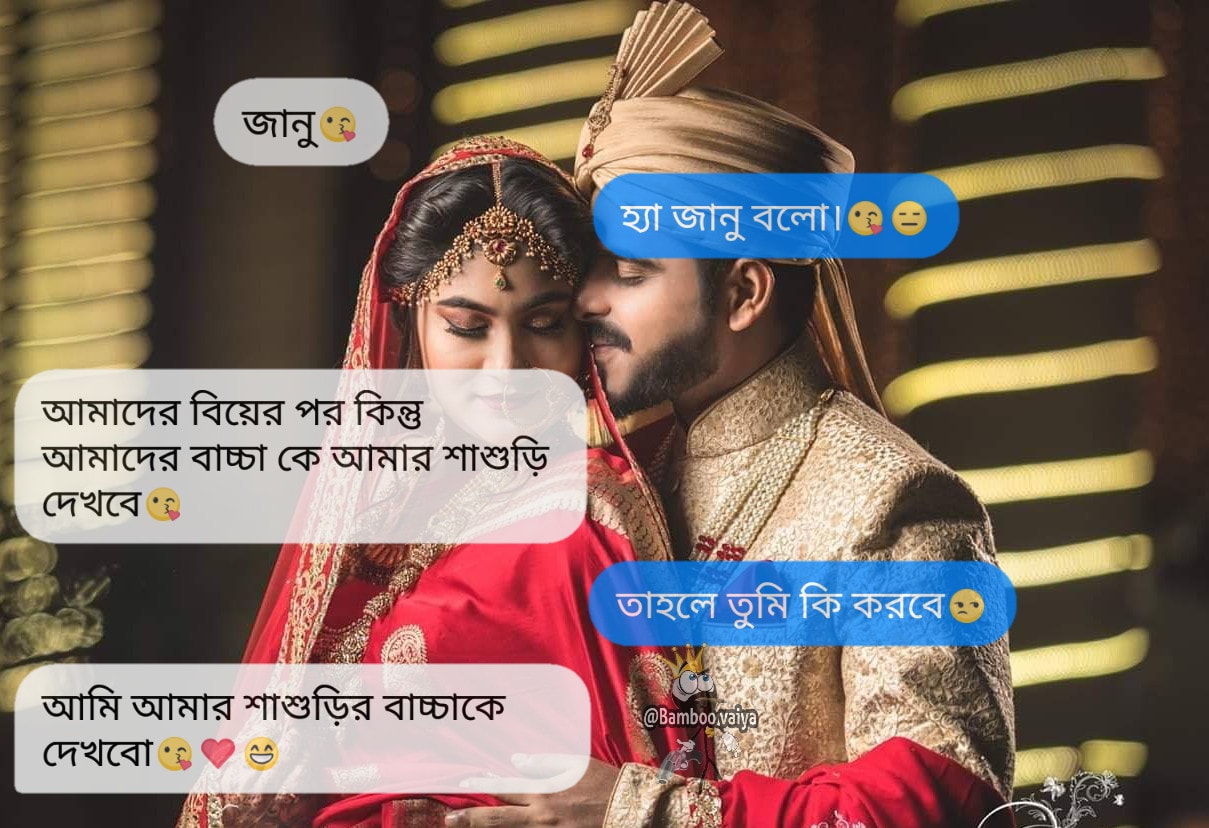 জানু😘
হ্যা জানু বলো।😘😑
আমাদের বিয়ের পর কিন্তু
আমাদের বাচ্চা কে আমার শাশুড়ি
দেখবে😘
তাহলে তুমি কি করবে😒
আমি আমার শাশুড়ির বাচ্চাকে
দেখবো😘❤️😄
@Bamboo,vaiya